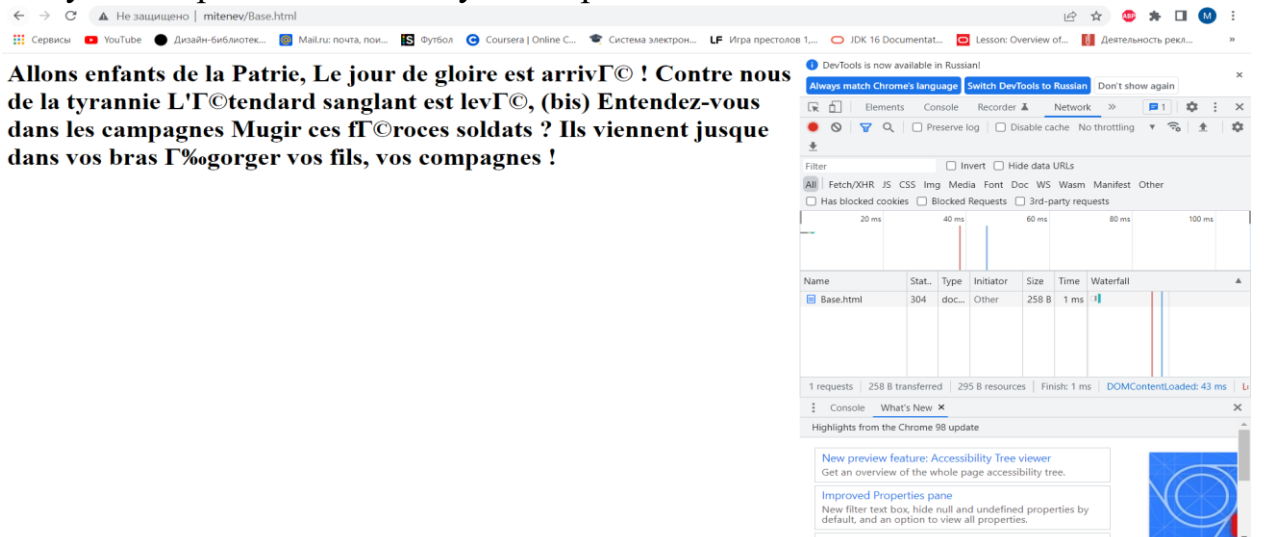 Не защищено | mitenev/Base.html
Сервисы YouTube Дизайн-библиотек... Mail.ru: почта, пои... Футбол Coursera | Online C... Система электрон... Игра престолов 1,... JDK 16 Documentat... Lesson: Overview of... Деятельность рекл... »
Allons enfants de la Patrie, Le jour de gloire est arrivГ© ! Contre nous
de la tyrannie L'Г©tendard sanglant est levГ©, (bis) Entendez-vous
dans les campagnes Mugir ces fГ©roces soldats ? Ils viennent jusque
dans vos bras Г‰gorger vos fils, vos compagnes !
DevTools is now available in Russian!
Always match Chrome's language Switch DevTools to Russian Don't show again
Elements Console Recorder Network » 1
Preserve log Disable cache No throttling
Filter Invert Hide data URLs
All Fetch/XHR JS CSS Img Media Font Doc WS Wasm Manifest Other
Has blocked cookies Blocked Requests 3rd-party requests
20 ms 40 ms 60 ms 80 ms 100 ms
Name Stat.. Type Initiator Size Time Waterfall
Base.html 304 doc... Other 258 B 1 ms
1 requests 258 B transferred 295 B resources Finish: 1 ms DOMContentLoaded: 43 ms
Console What's New
Highlights from the Chrome 98 update
New preview feature: Accessibility Tree viewer
Get an overview of the whole page accessibility tree.
Improved Properties pane
New filter text box, hide null and undefined properties by
default, and an option to view all properties.